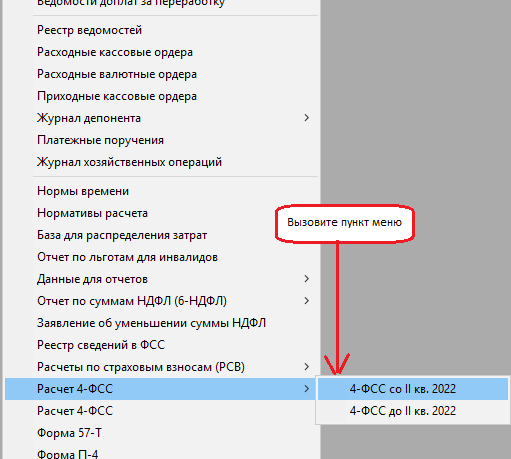 Ведомости доплат за переработку
Реестр ведомостей
Расходные кассовые ордера
Расходные валютные ордера
Приходные кассовые ордера
Журнал депонента
Платежные поручения
Журнал хозяйственных операций
Нормы времени
Нормативы расчета
Вызовите пункт меню
База для распределения затрат
Отчет по льготам для инвалидов
Данные для отчетов
Отчет по суммам НДФЛ (6-НДФЛ)
Заявление об уменьшении суммы НДФЛ
Реестр сведений в ФСС
Расчеты по страховым взносам (РСВ)
Расчет 4-ФСС
4-ФСС со II кв. 2022
Расчет 4-ФСС
4-ФСС до II кв. 2022
Форма 57-Т
Форма П-4